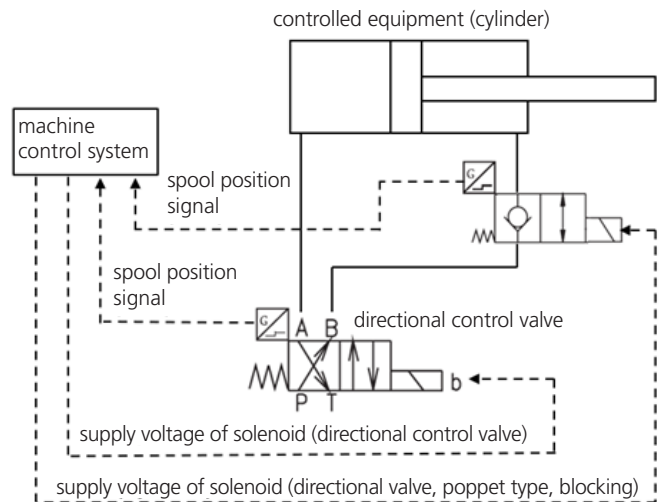 controlled equipment (cylinder)
machine
control system
spool position
signal
G
spool position
signal
G
A B
directional control valve
P T
b
supply voltage of solenoid (directional control valve)
supply voltage of solenoid (directional valve, poppet type, blocking)